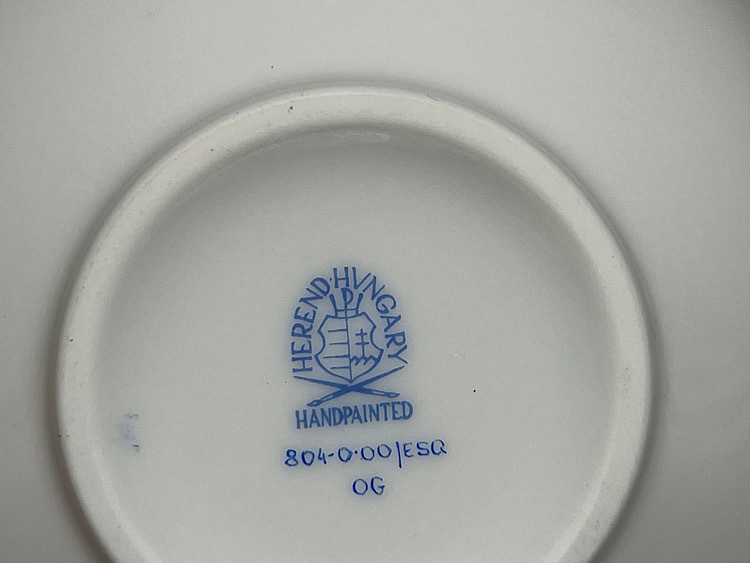 HEREND·HVNGARY
HANDPAINTED
804-0·00/ESQ
OG